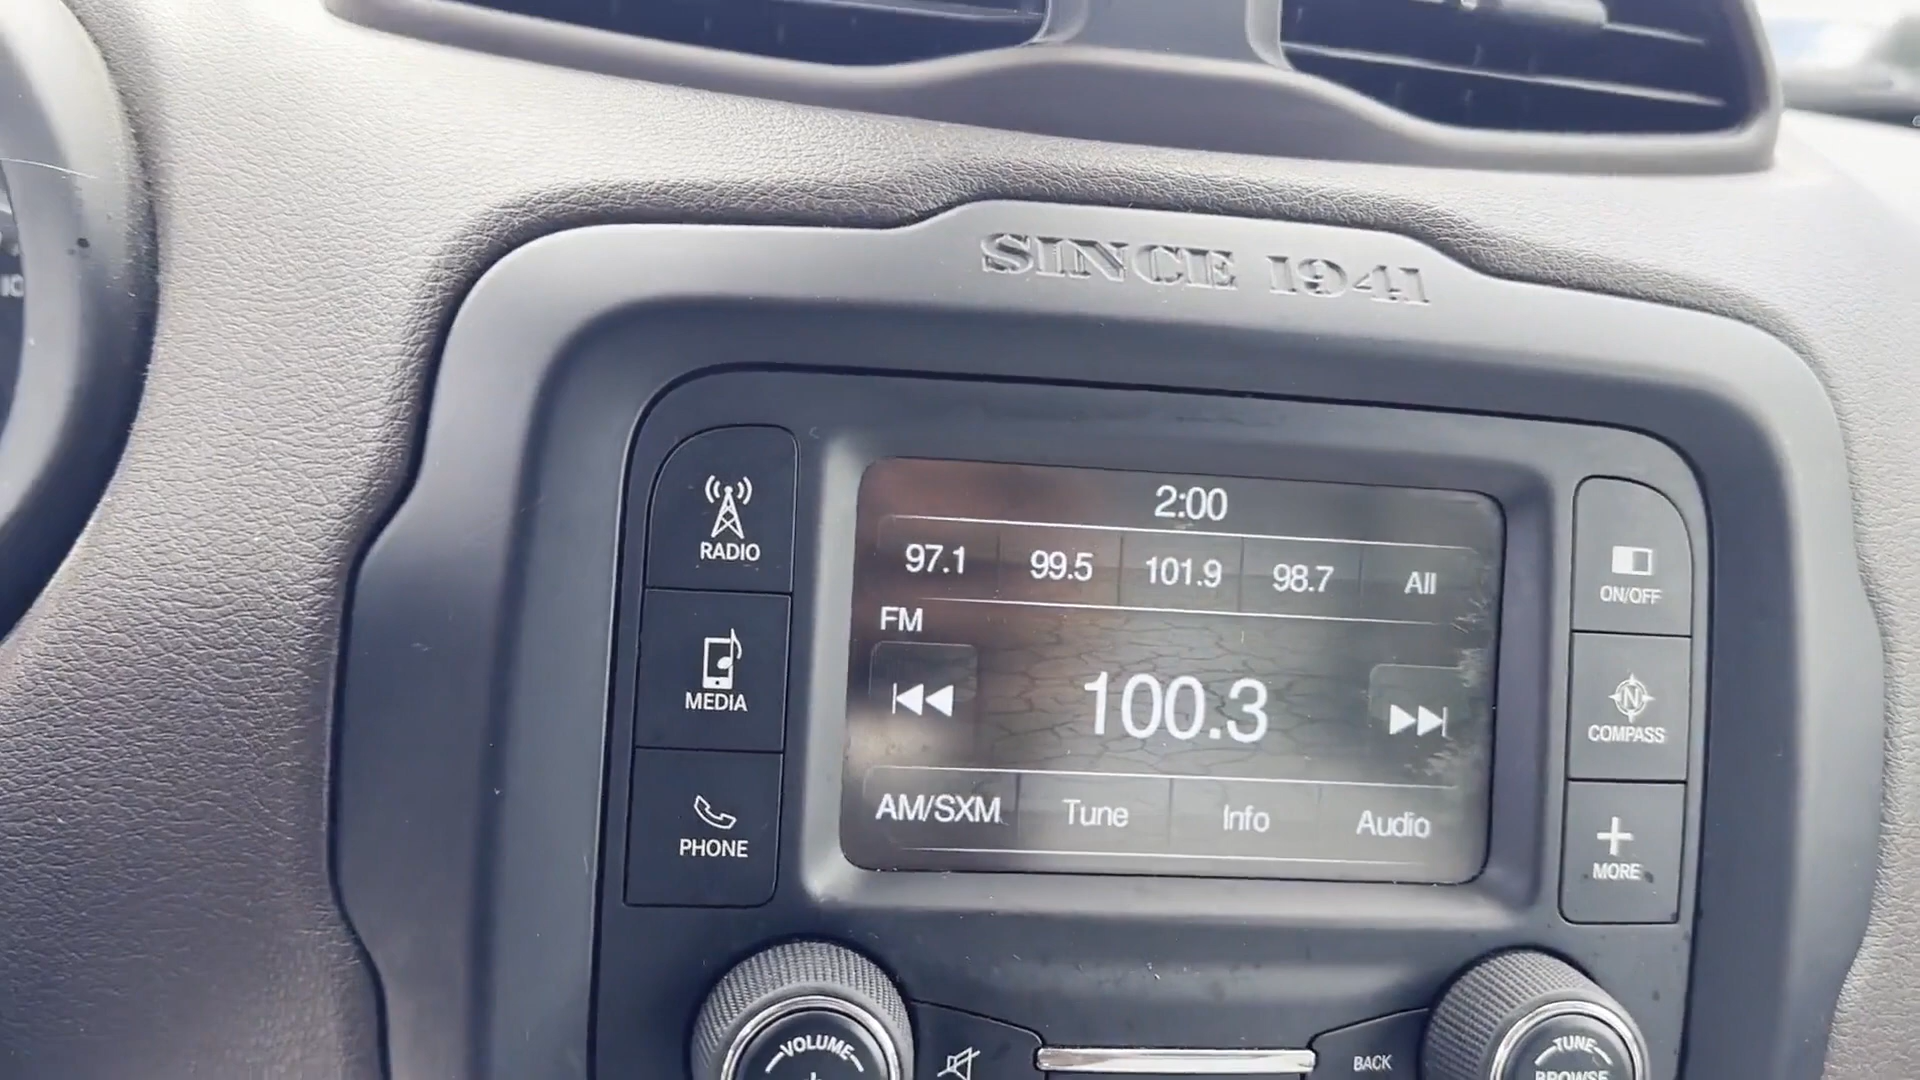 SINCE 1941
RADIO
MEDIA
PHONE
2:00
97.1 99.5 101.9 98.7 All
FM
100.3
AM/SXM Tune Info Audio
ON/OFF
N
COMPASS
MORE
VOLUME
BACK
TUNE
BROWSE